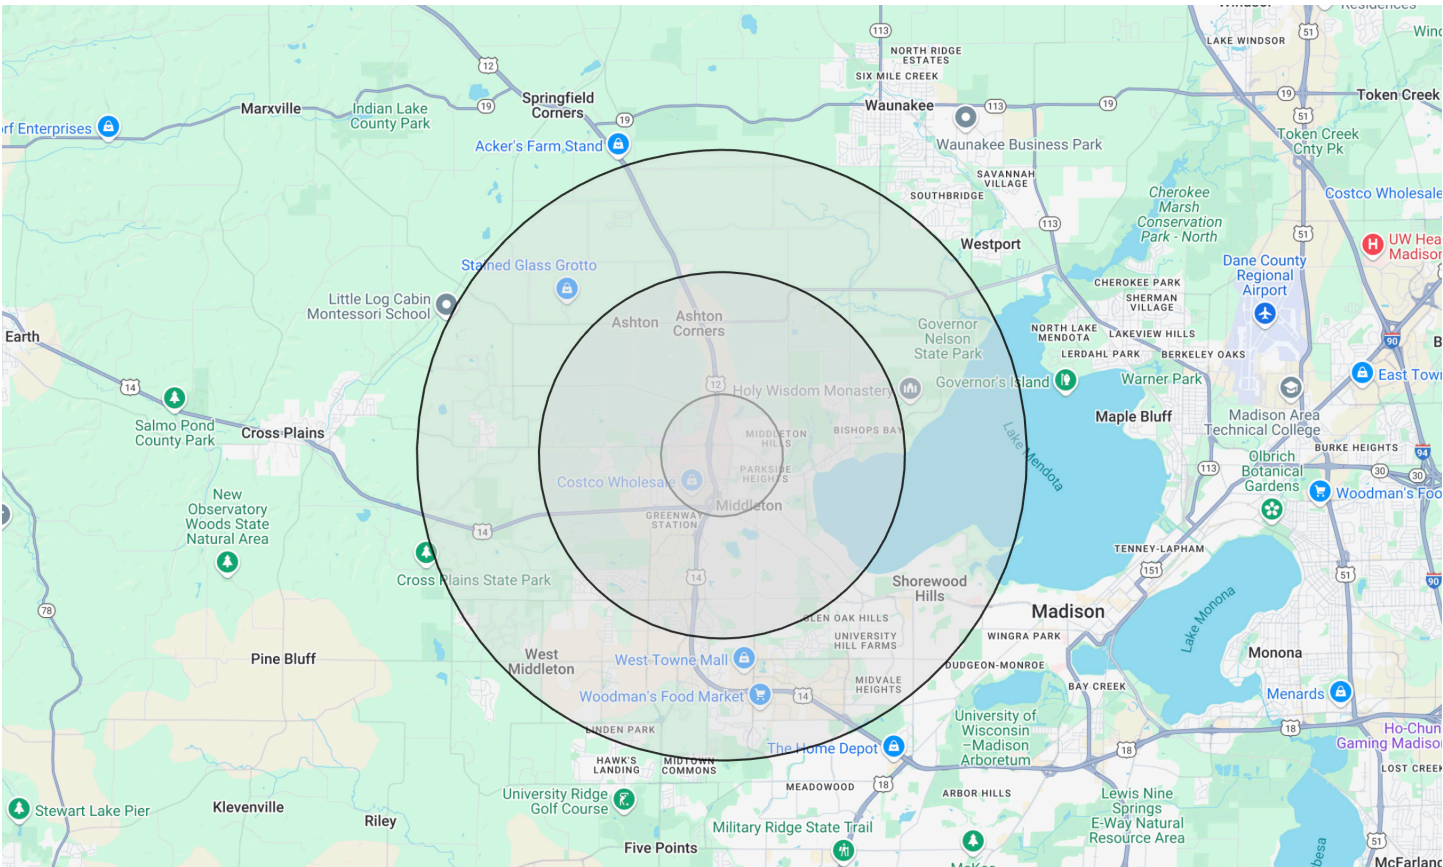 113
Residences
LAKE WINDSOR
51
NORTH RIDGE
ESTATES
12
SIX MILE CREEK
Springfield
Corners
Marxville
Indian Lake
County Park
19
Waunakee
113
19
19
Token Creek
rf Enterprises
19
Acker's Farm Stand
Waunakee Business Park
Token Creek
Cnty Pk
SAVANNAH
VILLAGE
SOUTHBRIDGE
Cherokee
Marsh
Conservation
Park - North
Costco Wholesale
113
51
Westport
UW Hea
Madison
Stained Glass Grotto
Dane County
Regional
Airport
CHEROKEE PARK
SHERMAN
VILLAGE
Little Log Cabin
Montessori School
Ashton
Ashton
Corners
Governor
Nelson
State Park
NORTH LAKE
MENDOTA
LAKEVIEW HILLS
Earth
90
LERDAHL PARK
BERKELEY OAKS
14
12
Holy Wisdom Monastery
Governor's Island
Warner Park
East Town
Salmo Pond
County Park
Cross Plains
MIDDLETON
HILLS
BISHOPS BAY
Maple Bluff
Madison Area
Technical College
Lake Mendota
BURKE HEIGHTS
94
PARKSIDE
HEIGHTS
113
Olbrich
Botanical
Gardens
30
30
Costco Wholesale
Woodman's Foo
New
Observatory
Woods State
Natural Area
Middleton
GREENWAY
STATION
14
TENNEY-LAPHAM
151
51
90
14
Cross Plains State Park
Shorewood
Hills
78
Madison
Lake Monona
GLEN OAK HILLS
UNIVERSITY
HILL FARMS
WINGRA PARK
West
Middleton
West Towne Mall
Pine Bluff
DUDGEON-MONROE
Monona
MIDVALE
HEIGHTS
BAY CREEK
Woodman's Food Market
14
Menards
LINDEN PARK
University of
Wisconsin
–Madison
Arboretum
18
Ho-Chun
Gaming Madison
The Home Depot
18
HAWK'S
LANDING
MIDTOWN
COMMONS
LOST CREEK
MEADOWOOD
18
ARBOR HILLS
University Ridge
Golf Course
Lewis Nine
Springs
E-Way Natural
Resource Area
Stewart Lake Pier
Klevenville
Riley
Military Ridge State Trail
51
Five Points
McFarland